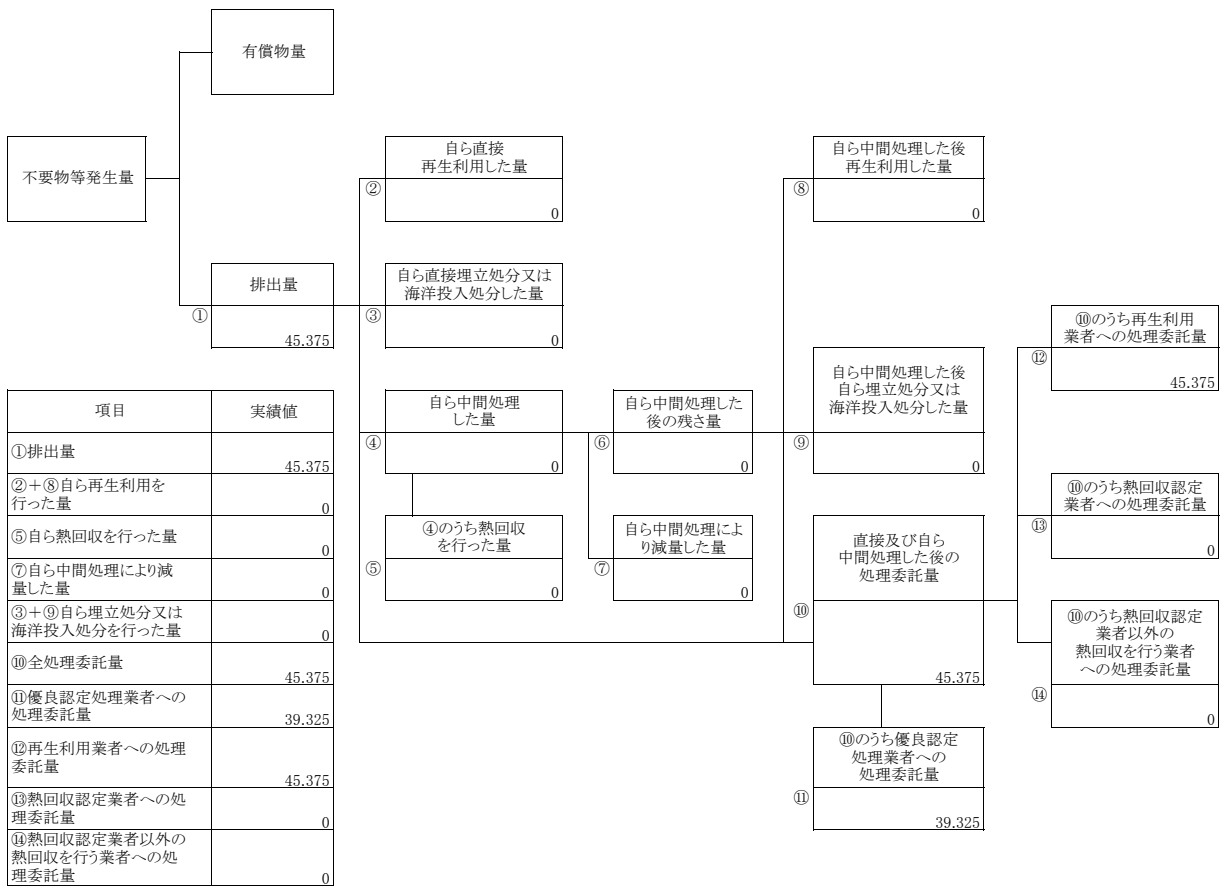 有償物量
不要物等発生量
自ら直接
再生利用した量
②
0
自ら中間処理した後
再生利用した量
⑧
0
排出量
①
45.375
自ら直接埋立処分又は
海洋投入処分した量
③
0
⑩のうち再生利用
業者への処理委託量
⑫
45.375
自ら中間処理
した量
④
0
自ら中間処理した
後の残さ量
⑥
0
自ら中間処理した後
自ら埋立処分又は
海洋投入処分した量
⑨
0
⑩のうち熱回収認定
業者への処理委託量
⑬
0
④のうち熱回収
を行った量
⑤
0
自ら中間処理によ
り減量した量
⑦
0
直接及び自ら
中間処理した後の
処理委託量
⑩
45.375
⑩のうち熱回収認定
業者以外の
熱回収を行う業者
への処理委託量
⑭
0
⑩のうち優良認定
処理業者への
処理委託量
⑪
39.325
項目 実績値
①排出量
45.375
②+⑧自ら再生利用を
行った量
0
⑤自ら熱回収を行った量
0
⑦自ら中間処理により減
量した量
0
③+⑨自ら埋立処分又は
海洋投入処分を行った量
0
⑩全処理委託量
45.375
⑪優良認定処理業者への
処理委託量
39.325
⑫再生利用業者への処理
委託量
45.375
⑬熱回収認定業者への処
理委託量
0
⑭熱回収認定業者以外の
熱回収を行う業者への処
理委託量
0